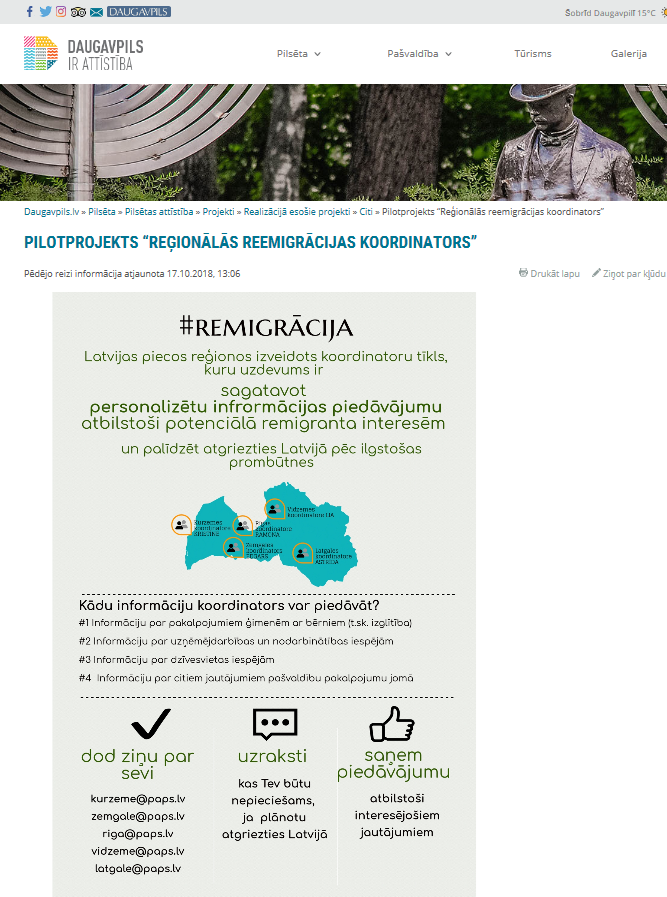 DAUGAVPILS
Šobrīd Daugavpilī 15°C
DAUGAVPILS
IR ATTĪSTĪBA
Pilsēta
Pašvaldība
Tūrisms
Galerija
Daugavpils.lv » Pilsēta » Pilsētas attīstība » Projekti » Realizācijā esošie projekti » Citi » Pilotprojekts “Reģionālās reemigrācijas koordinators”
PILOTPROJEKTS “REĢIONĀLĀS REEMIGRĀCIJAS KOORDINATORS”
Pēdējo reizi informācija atjaunota 17.10.2018, 13:06
Drukāt lapu
Ziņot par kļūdu
#REMIGRĀCIJA
Latvijas piecos reģionos izveidots koordinatoru tīkls,
kuru uzdevums ir
sagatavot
personalizētu infrormācijas piedāvājumu
atbilstoši potenciālā remigranta interesēm
un palīdzēt atgriezties Latvijā pēc ilgstošas
prombūtnes
Vidzemes
koordinatore IJA
Kurzemes
koordinators
Rīgas
koordinatore
RAMONA
Zemgales
koordinators
Latgales
koordinatore
ASTRĪDA
Kādu informāciju koordinators var piedāvāt?
#1 Informāciju par pakalpojumiem ģimenēm ar bērniem (t.sk. izglītība)
#2 Informāciju par uzņēmējdarbības un nodarbinātības iespējām
#3 Informāciju par dzīvesvietas iespējām
#4 Informāciju par citiem jautājumiem pašvaldību pakalpojumu jomā
dod ziņu par
sevi
kurzeme@paps.lv
zemgale@paps.lv
riga@paps.lv
vidzeme@paps.lv
latgale@paps.lv
uzraksti
kas Tev būtu
nepieciešams,
ja plānotu
atgriezties Latvijā
saņem
piedāvājumu
atbilstoši
interesējošiem
jautājumiem